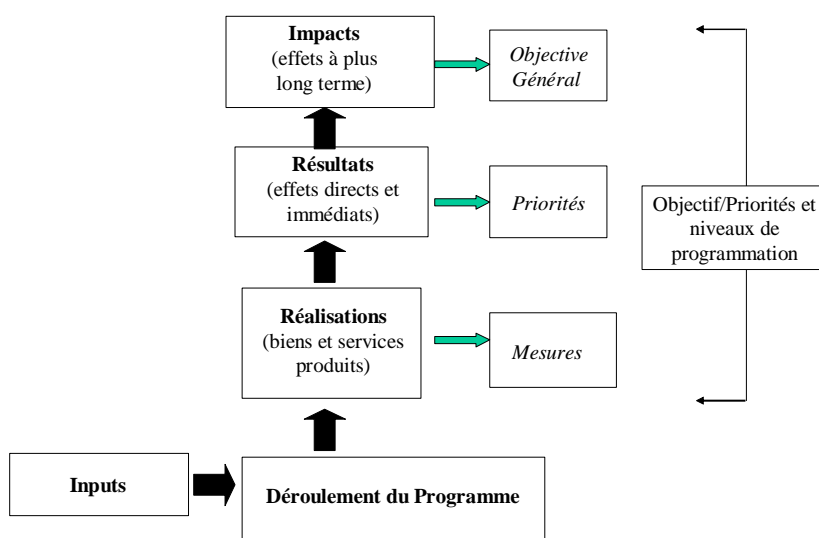 Impacts
(effets à plus
long terme)
Objective
Général
Résultats
(effets directs et
immédiats)
Priorités
Objectif/Priorités et
niveaux de
programmation
Réalisations
(biens et services
produits)
Mesures
Inputs
Déroulement du Programme